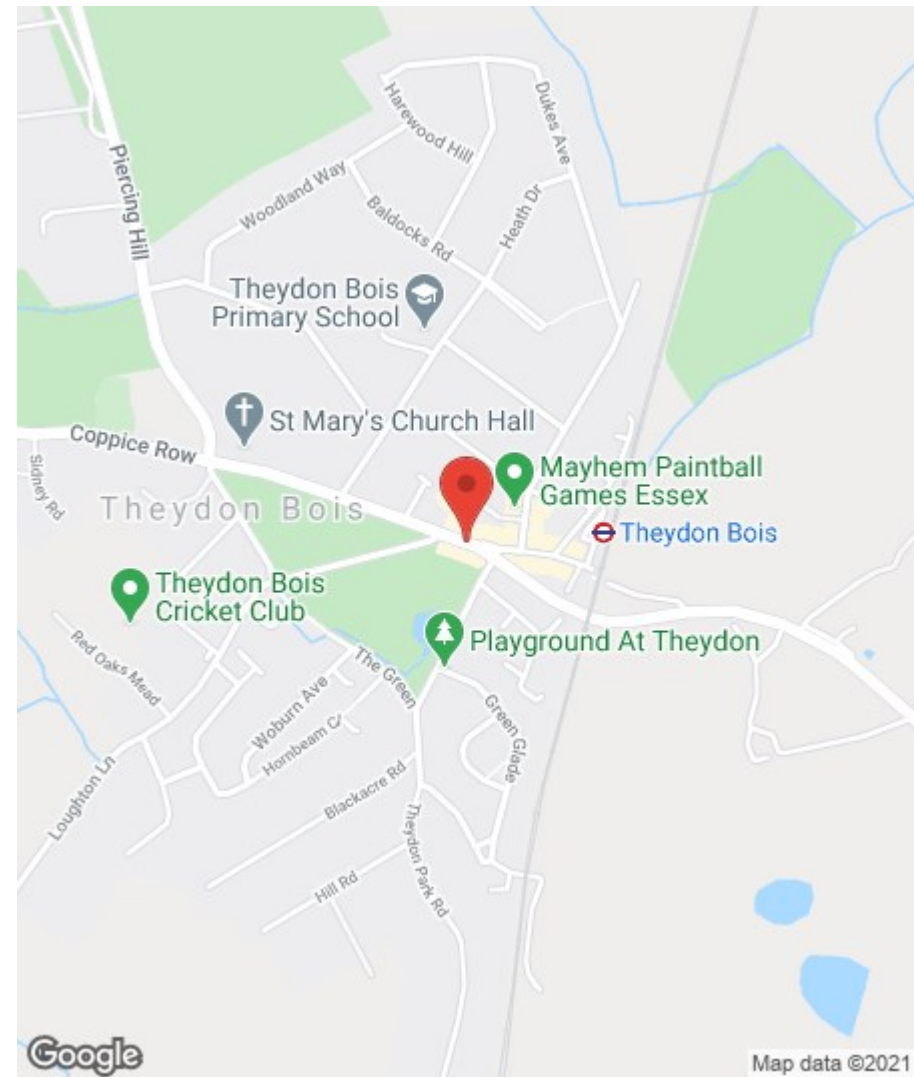 Piercing Hill
Harewood Hill
Dukes Ave
Woodland Way
Heath Dr
Baldocks Rd
Theydon Bois
Primary School
St Mary's Church Hall
Coppice Row
Sidney Rd
Mayhem Paintball
Games Essex
Theydon Bois
Theydon Bois
Theydon Bois
Cricket Club
Playground At Theydon
Red Oaks Mead
The Green
Woburn Ave
Green Glade
Hornbeam Cl
Loughton Ln
Blackacre Rd
Theydon Park Rd
Hill Rd
Google
Map data ©2021